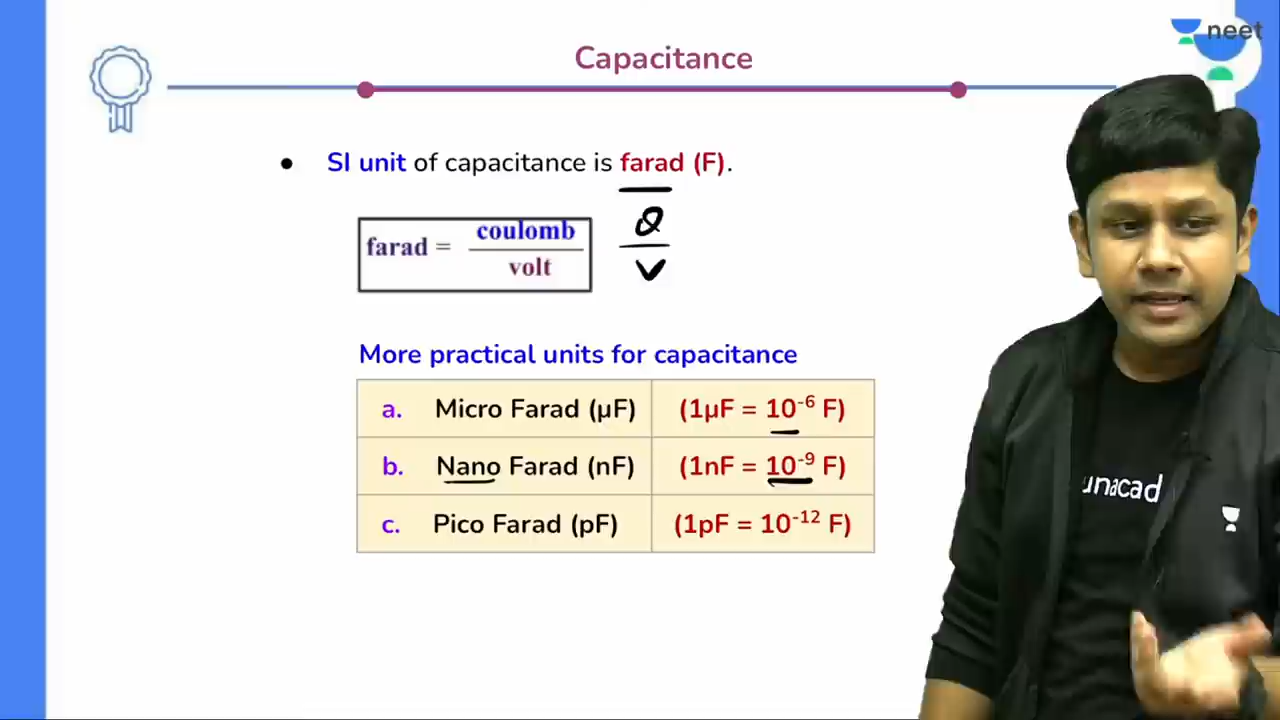 neet
Capacitance
● SI unit of capacitance is farad (F).
farad = coulomb / volt
Q
V
More practical units for capacitance
a. Micro Farad (µF) (1µF = 10⁻⁶ F)
b. Nano Farad (nF) (1nF = 10⁻⁹ F)
c. Pico Farad (pF) (1pF = 10⁻¹² F)
unacad